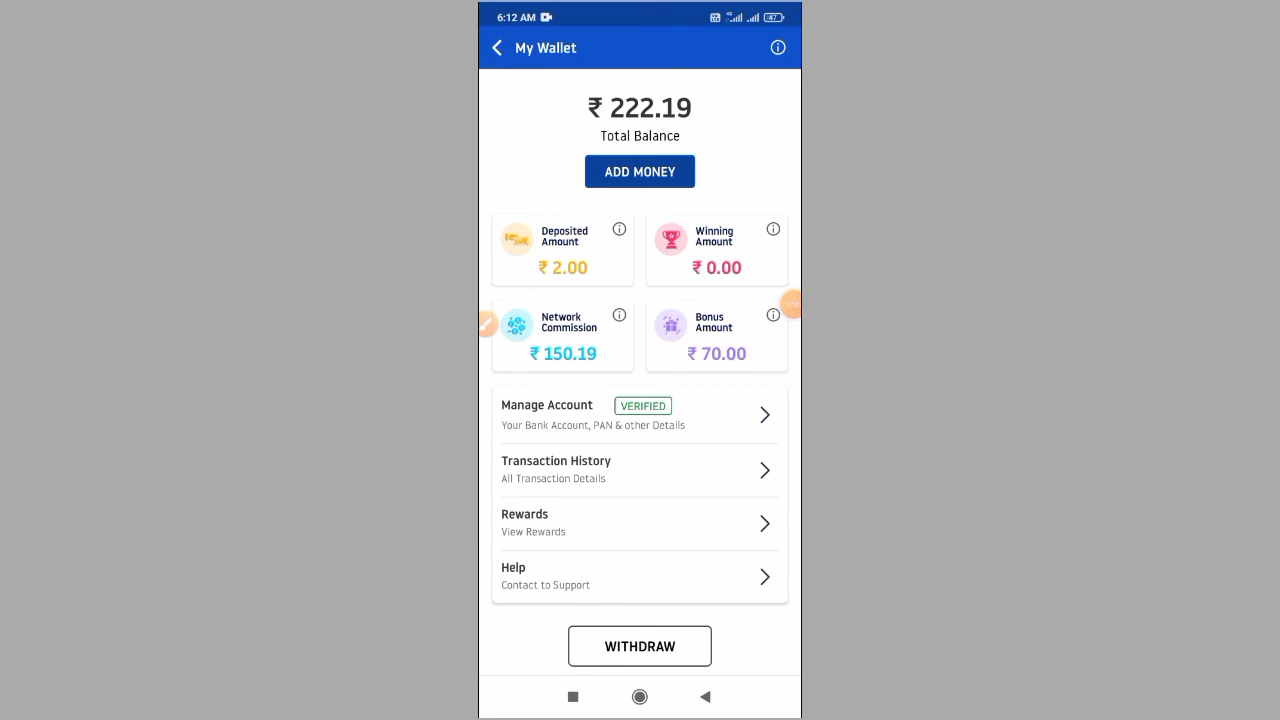 6:12 AM
4G
47
My Wallet
₹ 222.19
Total Balance
ADD MONEY
Deposited
Amount
₹ 2.00
Winning
Amount
₹ 0.00
Network
Commission
₹ 150.19
Bonus
Amount
₹ 70.00
Manage Account VERIFIED
Your Bank Account, PAN & other Details
Transaction History
All Transaction Details
Rewards
View Rewards
Help
Contact to Support
WITHDRAW